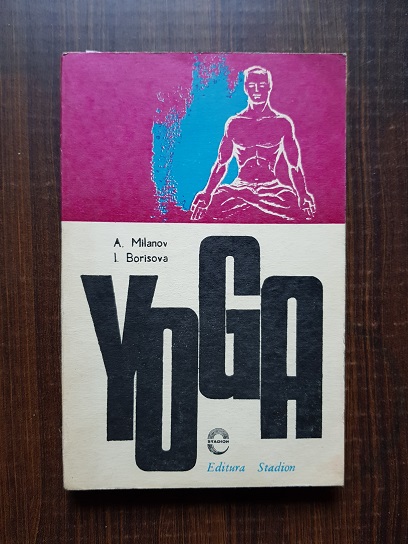 A. Milanov
I. Borisova
YOGA
STADION
Editura Stadion